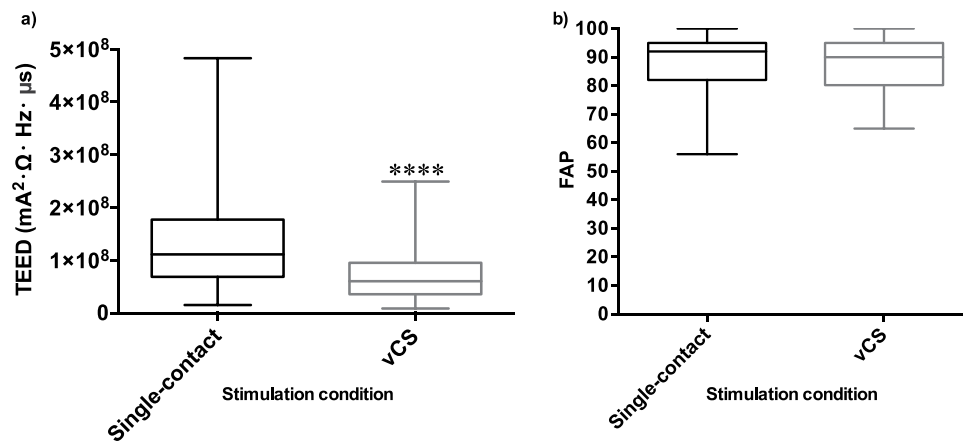 a)
TEED (mA²·Ω·Hz·µs)
5×10⁸
4×10⁸
3×10⁸
2×10⁸
1×10⁸
0
****
Single-contact
vCS
Stimulation condition
b)
FAP
100
90
80
70
60
50
40
30
20
10
0
Single-contact
vCS
Stimulation condition